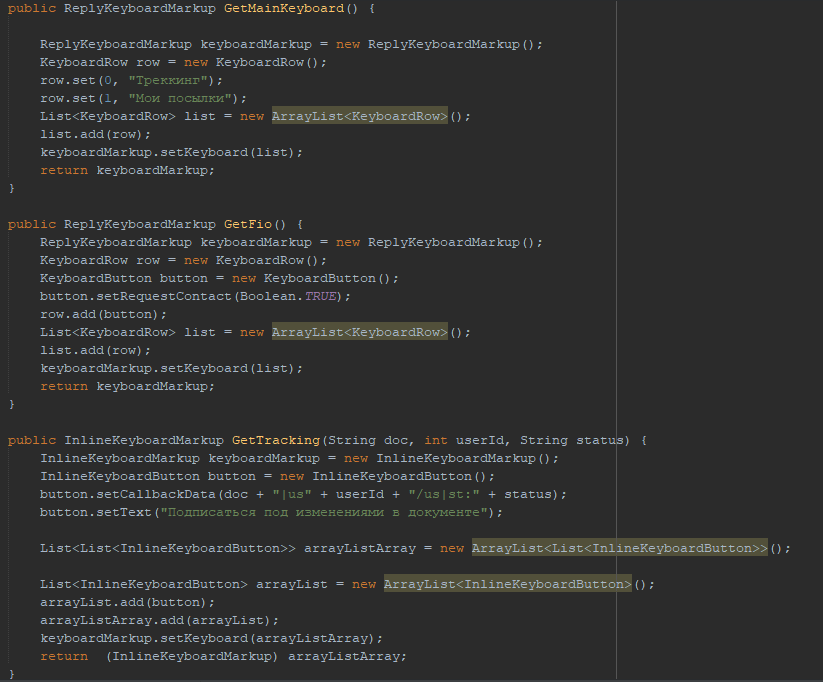 public ReplyKeyboardMarkup GetMainKeyboard() {
ReplyKeyboardMarkup keyboardMarkup = new ReplyKeyboardMarkup();
KeyboardRow row = new KeyboardRow();
row.set(0, "Треккинг");
row.set(1, "Мои посылки");
List<KeyboardRow> list = new ArrayList<KeyboardRow>();
list.add(row);
keyboardMarkup.setKeyboard(list);
return keyboardMarkup;
}
public ReplyKeyboardMarkup GetFio() {
ReplyKeyboardMarkup keyboardMarkup = new ReplyKeyboardMarkup();
KeyboardRow row = new KeyboardRow();
KeyboardButton button = new KeyboardButton();
button.setRequestContact(Boolean.TRUE);
row.add(button);
List<KeyboardRow> list = new ArrayList<KeyboardRow>();
list.add(row);
keyboardMarkup.setKeyboard(list);
return keyboardMarkup;
}
public InlineKeyboardMarkup GetTracking(String doc, int userId, String status) {
InlineKeyboardMarkup keyboardMarkup = new InlineKeyboardMarkup();
InlineKeyboardButton button = new InlineKeyboardButton();
button.setCallbackData(doc + "|us" + userId + "/us|st:" + status);
button.setText("Подписаться под изменениями в документе");
List<List<InlineKeyboardButton>> arrayListArray = new ArrayList<List<InlineKeyboardButton>>();
List<InlineKeyboardButton> arrayList = new ArrayList<InlineKeyboardButton>();
arrayList.add(button);
arrayListArray.add(arrayList);
keyboardMarkup.setKeyboard(arrayListArray);
return (InlineKeyboardMarkup) arrayListArray;
}